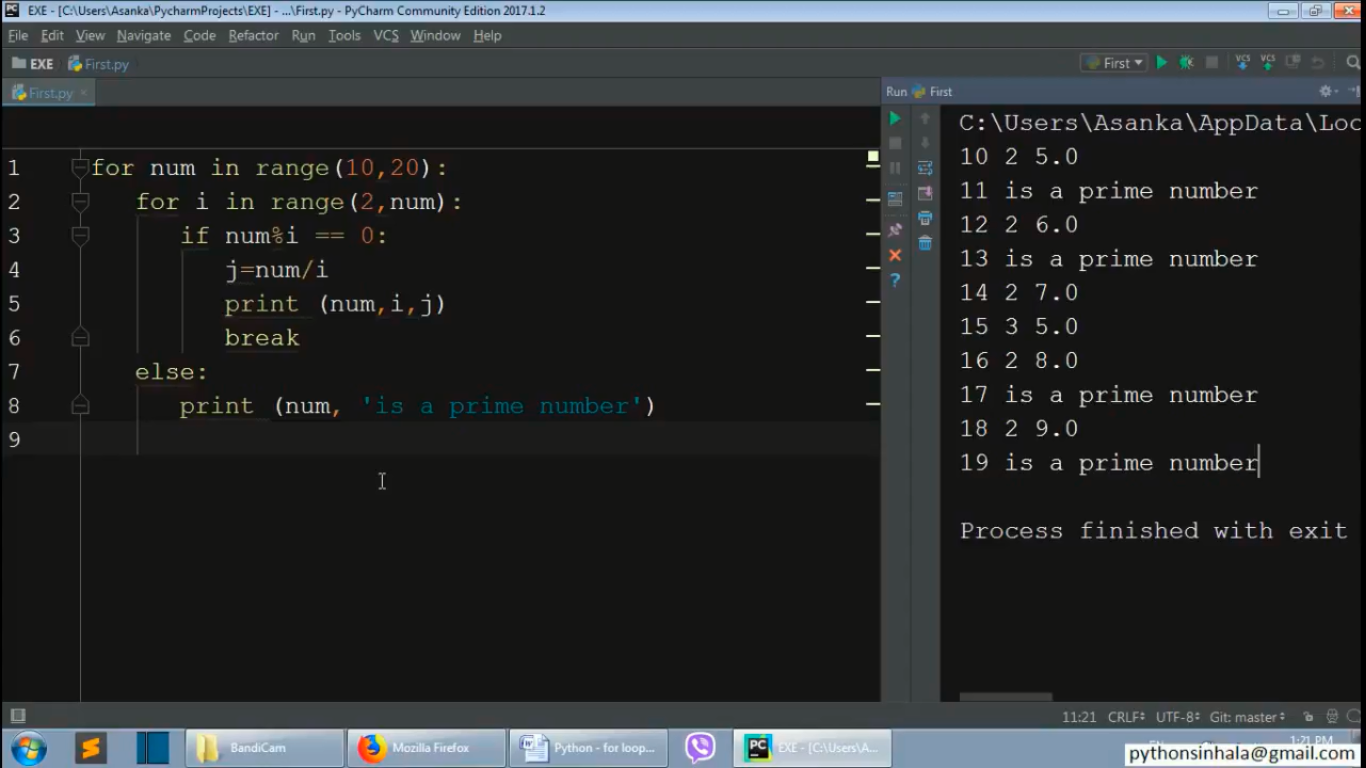 EXE - [C:\Users\Asanka\PycharmProjects\EXE] - ...\First.py - PyCharm Community Edition 2017.1.2
File Edit View Navigate Code Refactor Run Tools VCS Window Help
EXE First.py
First
VCS VCS
First.py
Run First
1 for num in range(10,20):
2 for i in range(2,num):
3 if num%i == 0:
4 j=num/i
5 print (num,i,j)
6 break
7 else:
8 print (num, 'is a prime number')
9
C:\Users\Asanka\AppData\Loc
10 2 5.0
11 is a prime number
12 2 6.0
13 is a prime number
14 2 7.0
15 3 5.0
16 2 8.0
17 is a prime number
18 2 9.0
19 is a prime number
Process finished with exit
11:21 CRLF UTF-8 Git: master
BandiCam
Mozilla Firefox
Python - for loop...
EXE - [C:\Users\A...
1:21 PM
pythonsinhala@gmail.com